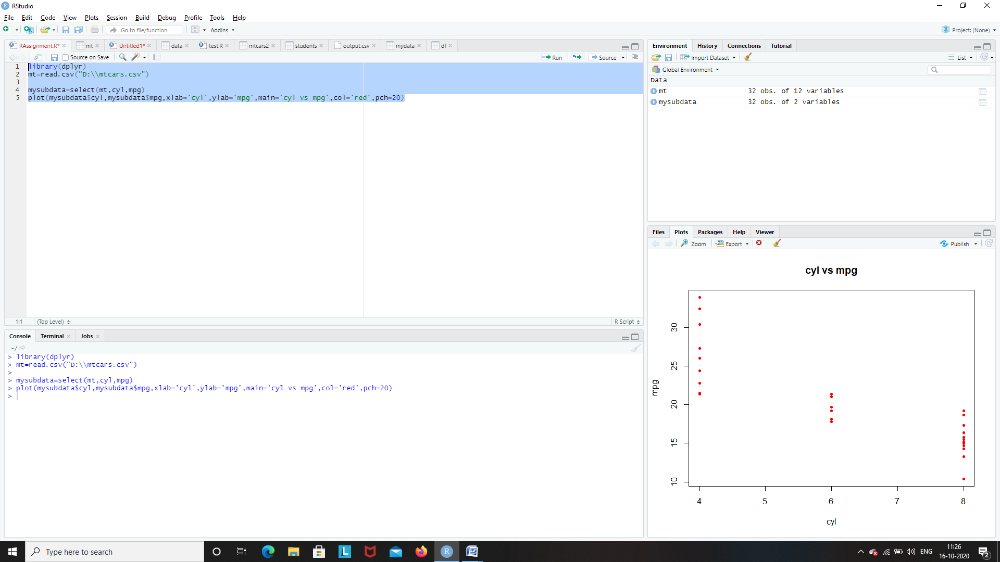 RStudio
File Edit Code View Plots Session Build Debug Profile Tools Help
Go to file/function Addins Project: (None)
RAssignment.R* mt Untitled1* data test.R mtcars2 students output.csv mydata df
Source on Save Run Source
1 library(dplyr)
2 mt=read.csv("D:\\mtcars.csv")
3
4 mysubdata=select(mt,cyl,mpg)
5 plot(mysubdata$cyl,mysubdata$mpg,xlab='cyl',ylab='mpg',main='cyl vs mpg',col='red',pch=20)
1:1 (Top Level) R Script
Console Terminal Jobs
~/
> library(dplyr)
> mt=read.csv("D:\\mtcars.csv")
>
> mysubdata=select(mt,cyl,mpg)
> plot(mysubdata$cyl,mysubdata$mpg,xlab='cyl',ylab='mpg',main='cyl vs mpg',col='red',pch=20)
>
Environment History Connections Tutorial
Import Dataset List
Global Environment
Data
mt 32 obs. of 12 variables
mysubdata 32 obs. of 2 variables
Files Plots Packages Help Viewer
Zoom Export Publish
cyl vs mpg
30
25
20
15
10
mpg
4 5 6 7 8
cyl
Type here to search
ENG
11:26
16-10-2020
2